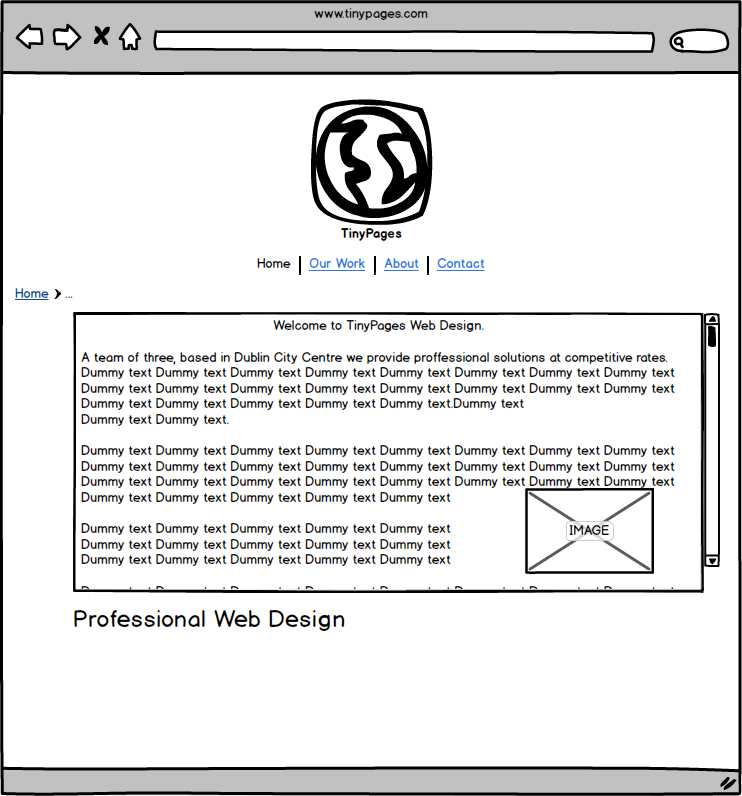 www.tinypages.com
TinyPages
Home Our Work About Contact
Home ...
Welcome to TinyPages Web Design.
A team of three, based in Dublin City Centre we provide proffessional solutions at competitive rates.
Dummy text Dummy text Dummy text Dummy text Dummy text Dummy text Dummy text Dummy text
Dummy text Dummy text Dummy text Dummy text Dummy text Dummy text Dummy text Dummy text
Dummy text Dummy text Dummy text Dummy text Dummy text.Dummy text
Dummy text Dummy text.
Dummy text Dummy text Dummy text Dummy text Dummy text Dummy text Dummy text Dummy text
Dummy text Dummy text Dummy text Dummy text Dummy text Dummy text Dummy text Dummy text
Dummy text Dummy text Dummy text Dummy text Dummy text Dummy text Dummy text Dummy text
Dummy text Dummy text Dummy text Dummy text Dummy text
Dummy text Dummy text Dummy text Dummy text Dummy text
Dummy text Dummy text Dummy text Dummy text Dummy text
Dummy text Dummy text Dummy text Dummy text Dummy text
IMAGE
Professional Web Design